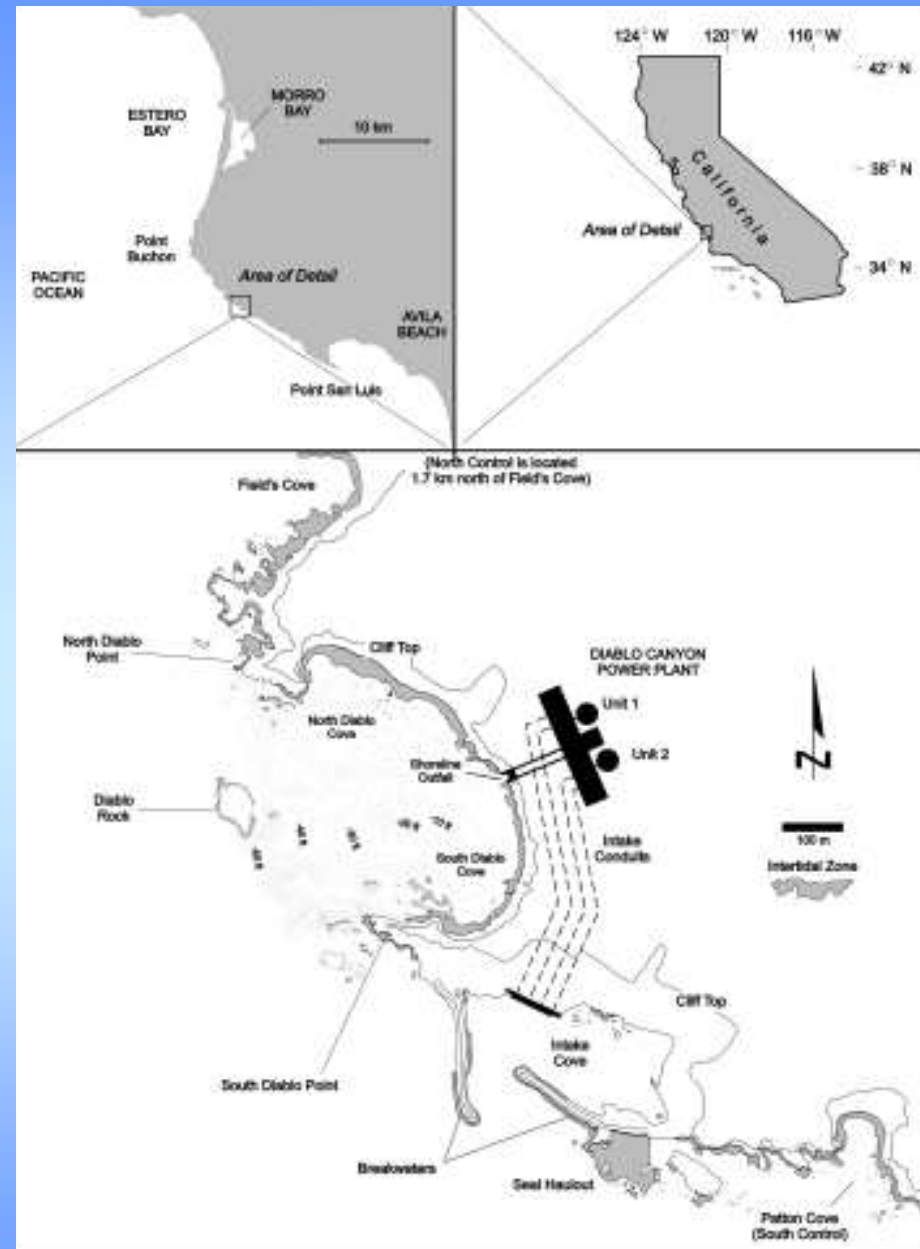 124° W
120° W
116° W
42° N
38° N
34° N
California
Area of Detail
MORRO
BAY
ESTERO
BAY
10 km
Point
Buchon
PACIFIC
OCEAN
Area of Detail
AVILA
BEACH
Point San Luis
(North Control is located
1.7 km north of Field's Cove)
Field's Cove
North Diablo
Point
Cliff Top
DIABLO CANYON
POWER PLANT
Unit 1
Unit 2
North Diablo
Cove
Shoreline
Outfall
N
Diablo
Rock
South Diablo
Cove
Intake
Conduits
100 m
Intertidal Zone
Cliff Top
Intake
Cove
South Diablo Point
Breakwaters
Seal Haulout
Patton Cove
(South Control)